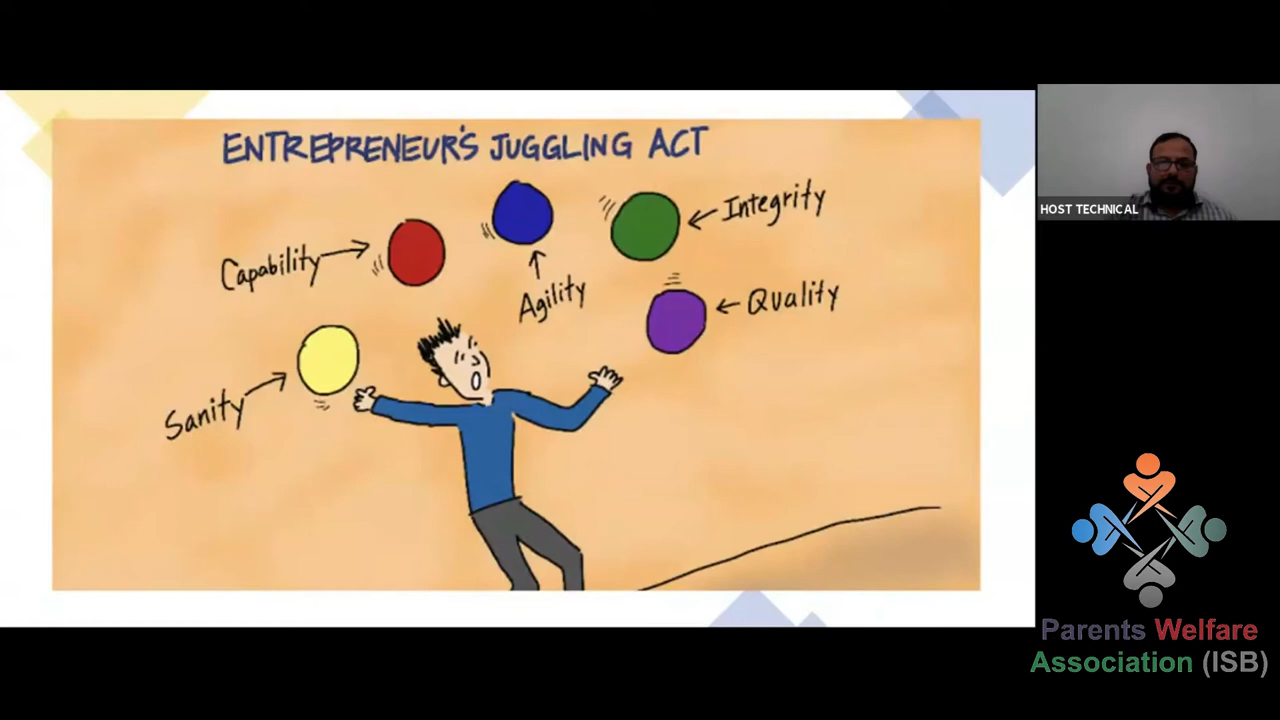 ENTREPRENEUR'S JUGGLING ACT
Integrity
Capability
Agility
Quality
Sanity
HOST TECHNICAL
Parents Welfare
Association (ISB)